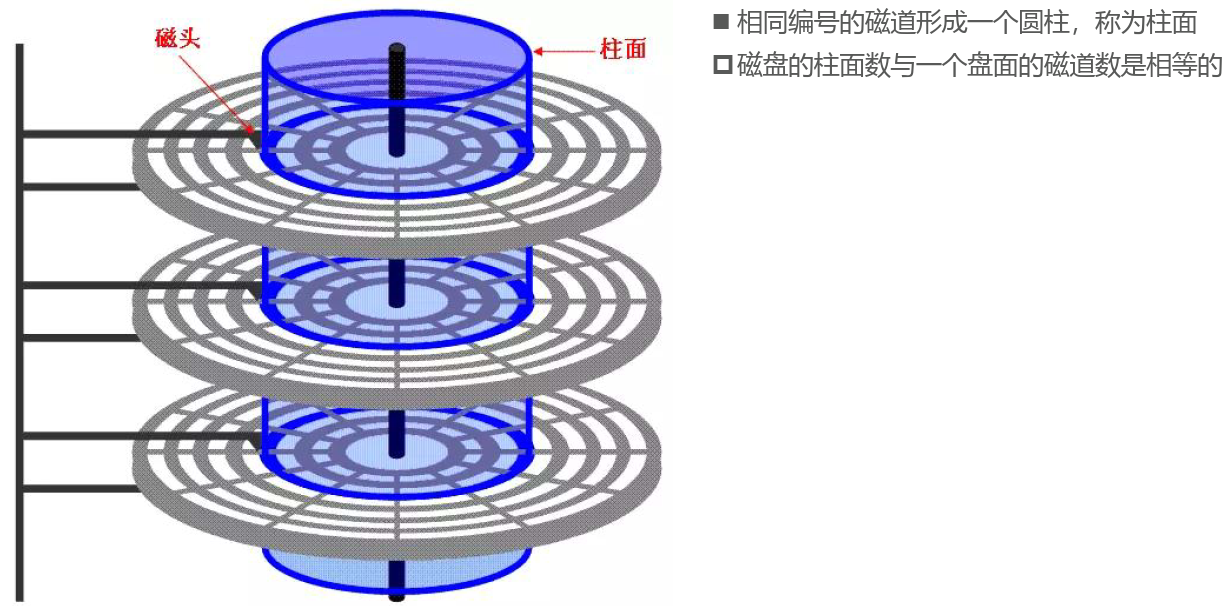 磁头
柱面
■ 相同编号的磁道形成一个圆柱，称为柱面
磁盘的柱面数与一个盘面的磁道数是相等的